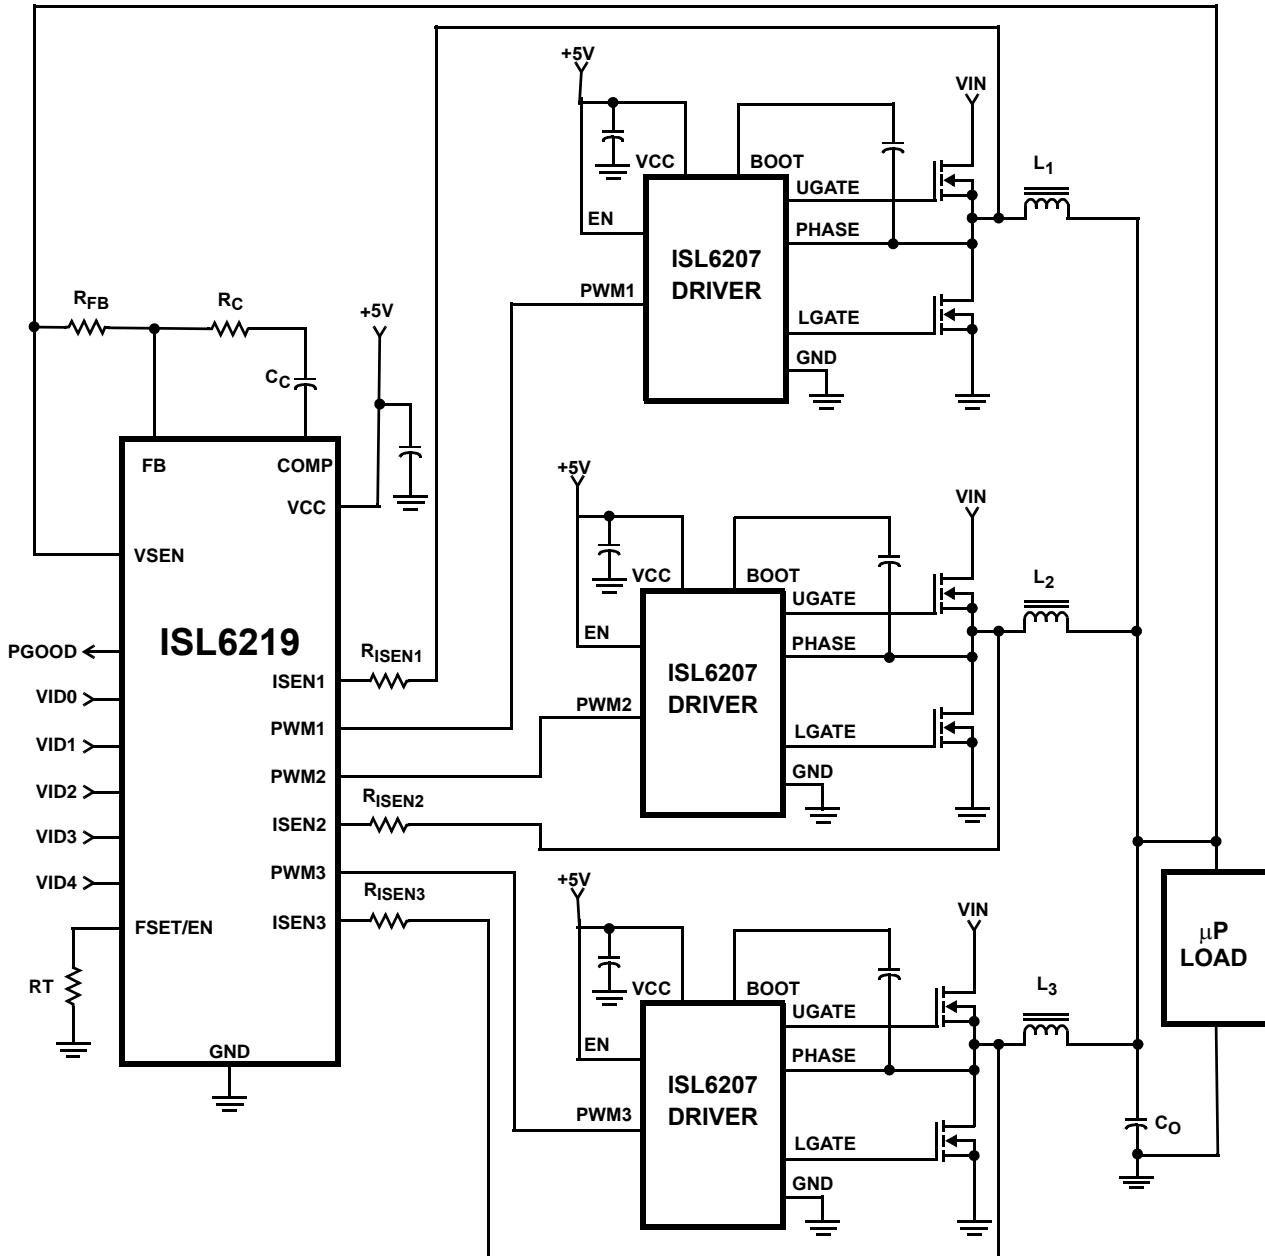 +5V
VIN
VCC
BOOT
L1
UGATE
EN
PHASE
ISL6207
DRIVER
PWM1
LGATE
GND
RFB
RC
+5V
CC
FB
COMP
VCC
VSEN
ISL6219
PGOOD
VID0
VID1
VID2
VID3
VID4
FSET/EN
RT
GND
ISEN1
PWM1
PWM2
ISEN2
PWM3
ISEN3
RISEN1
RISEN2
RISEN3
+5V
VIN
VCC
BOOT
L2
UGATE
EN
PHASE
ISL6207
DRIVER
PWM2
LGATE
GND
+5V
VIN
VCC
BOOT
L3
UGATE
EN
PHASE
ISL6207
DRIVER
PWM3
LGATE
GND
μP
LOAD
CO